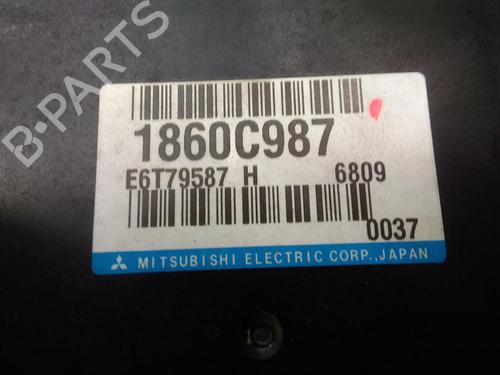 B-PARTS
1860C987
E6T79587 H 6809
0037
MITSUBISHI ELECTRIC CORP., JAPAN